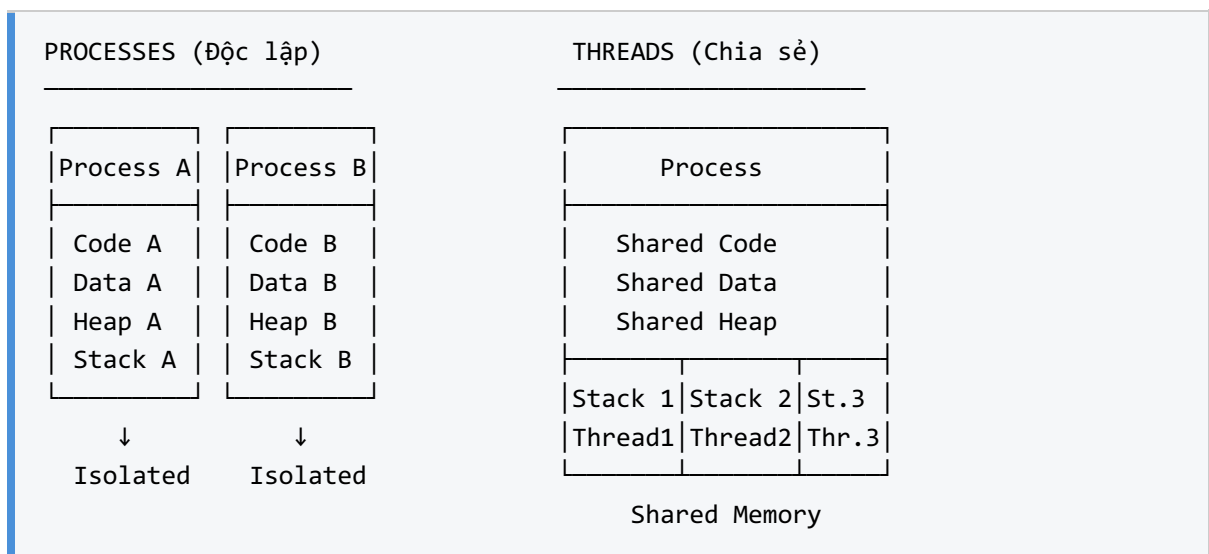 PROCESSES (Độc lập) THREADS (Chia sẻ)
Process A Process B Process
Code A Code B Shared Code
Data A Data B Shared Data
Heap A Heap B Shared Heap
Stack A Stack B
Stack 1 Stack 2 St.3
↓ ↓ Thread1 Thread2 Thr.3
Isolated Isolated
Shared Memory